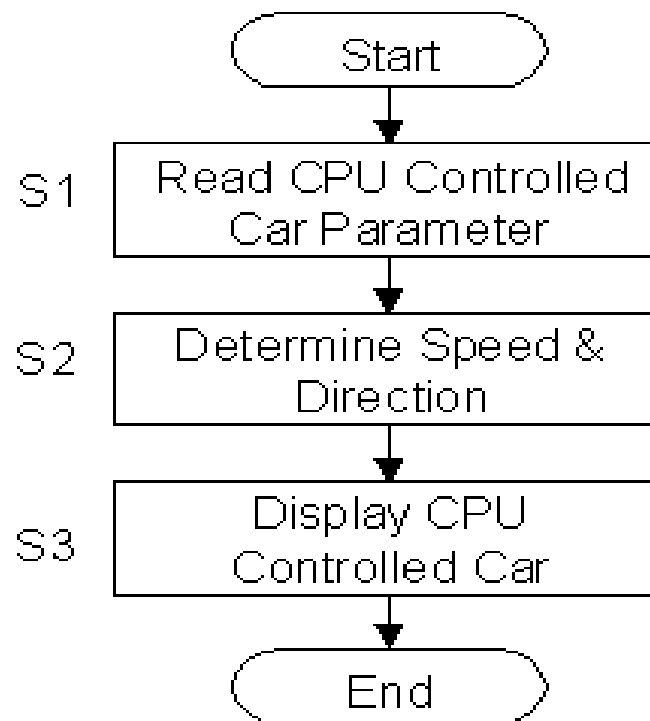 Start
S1
Read CPU Controlled
Car Parameter
S2
Determine Speed &
Direction
S3
Display CPU
Controlled Car
End